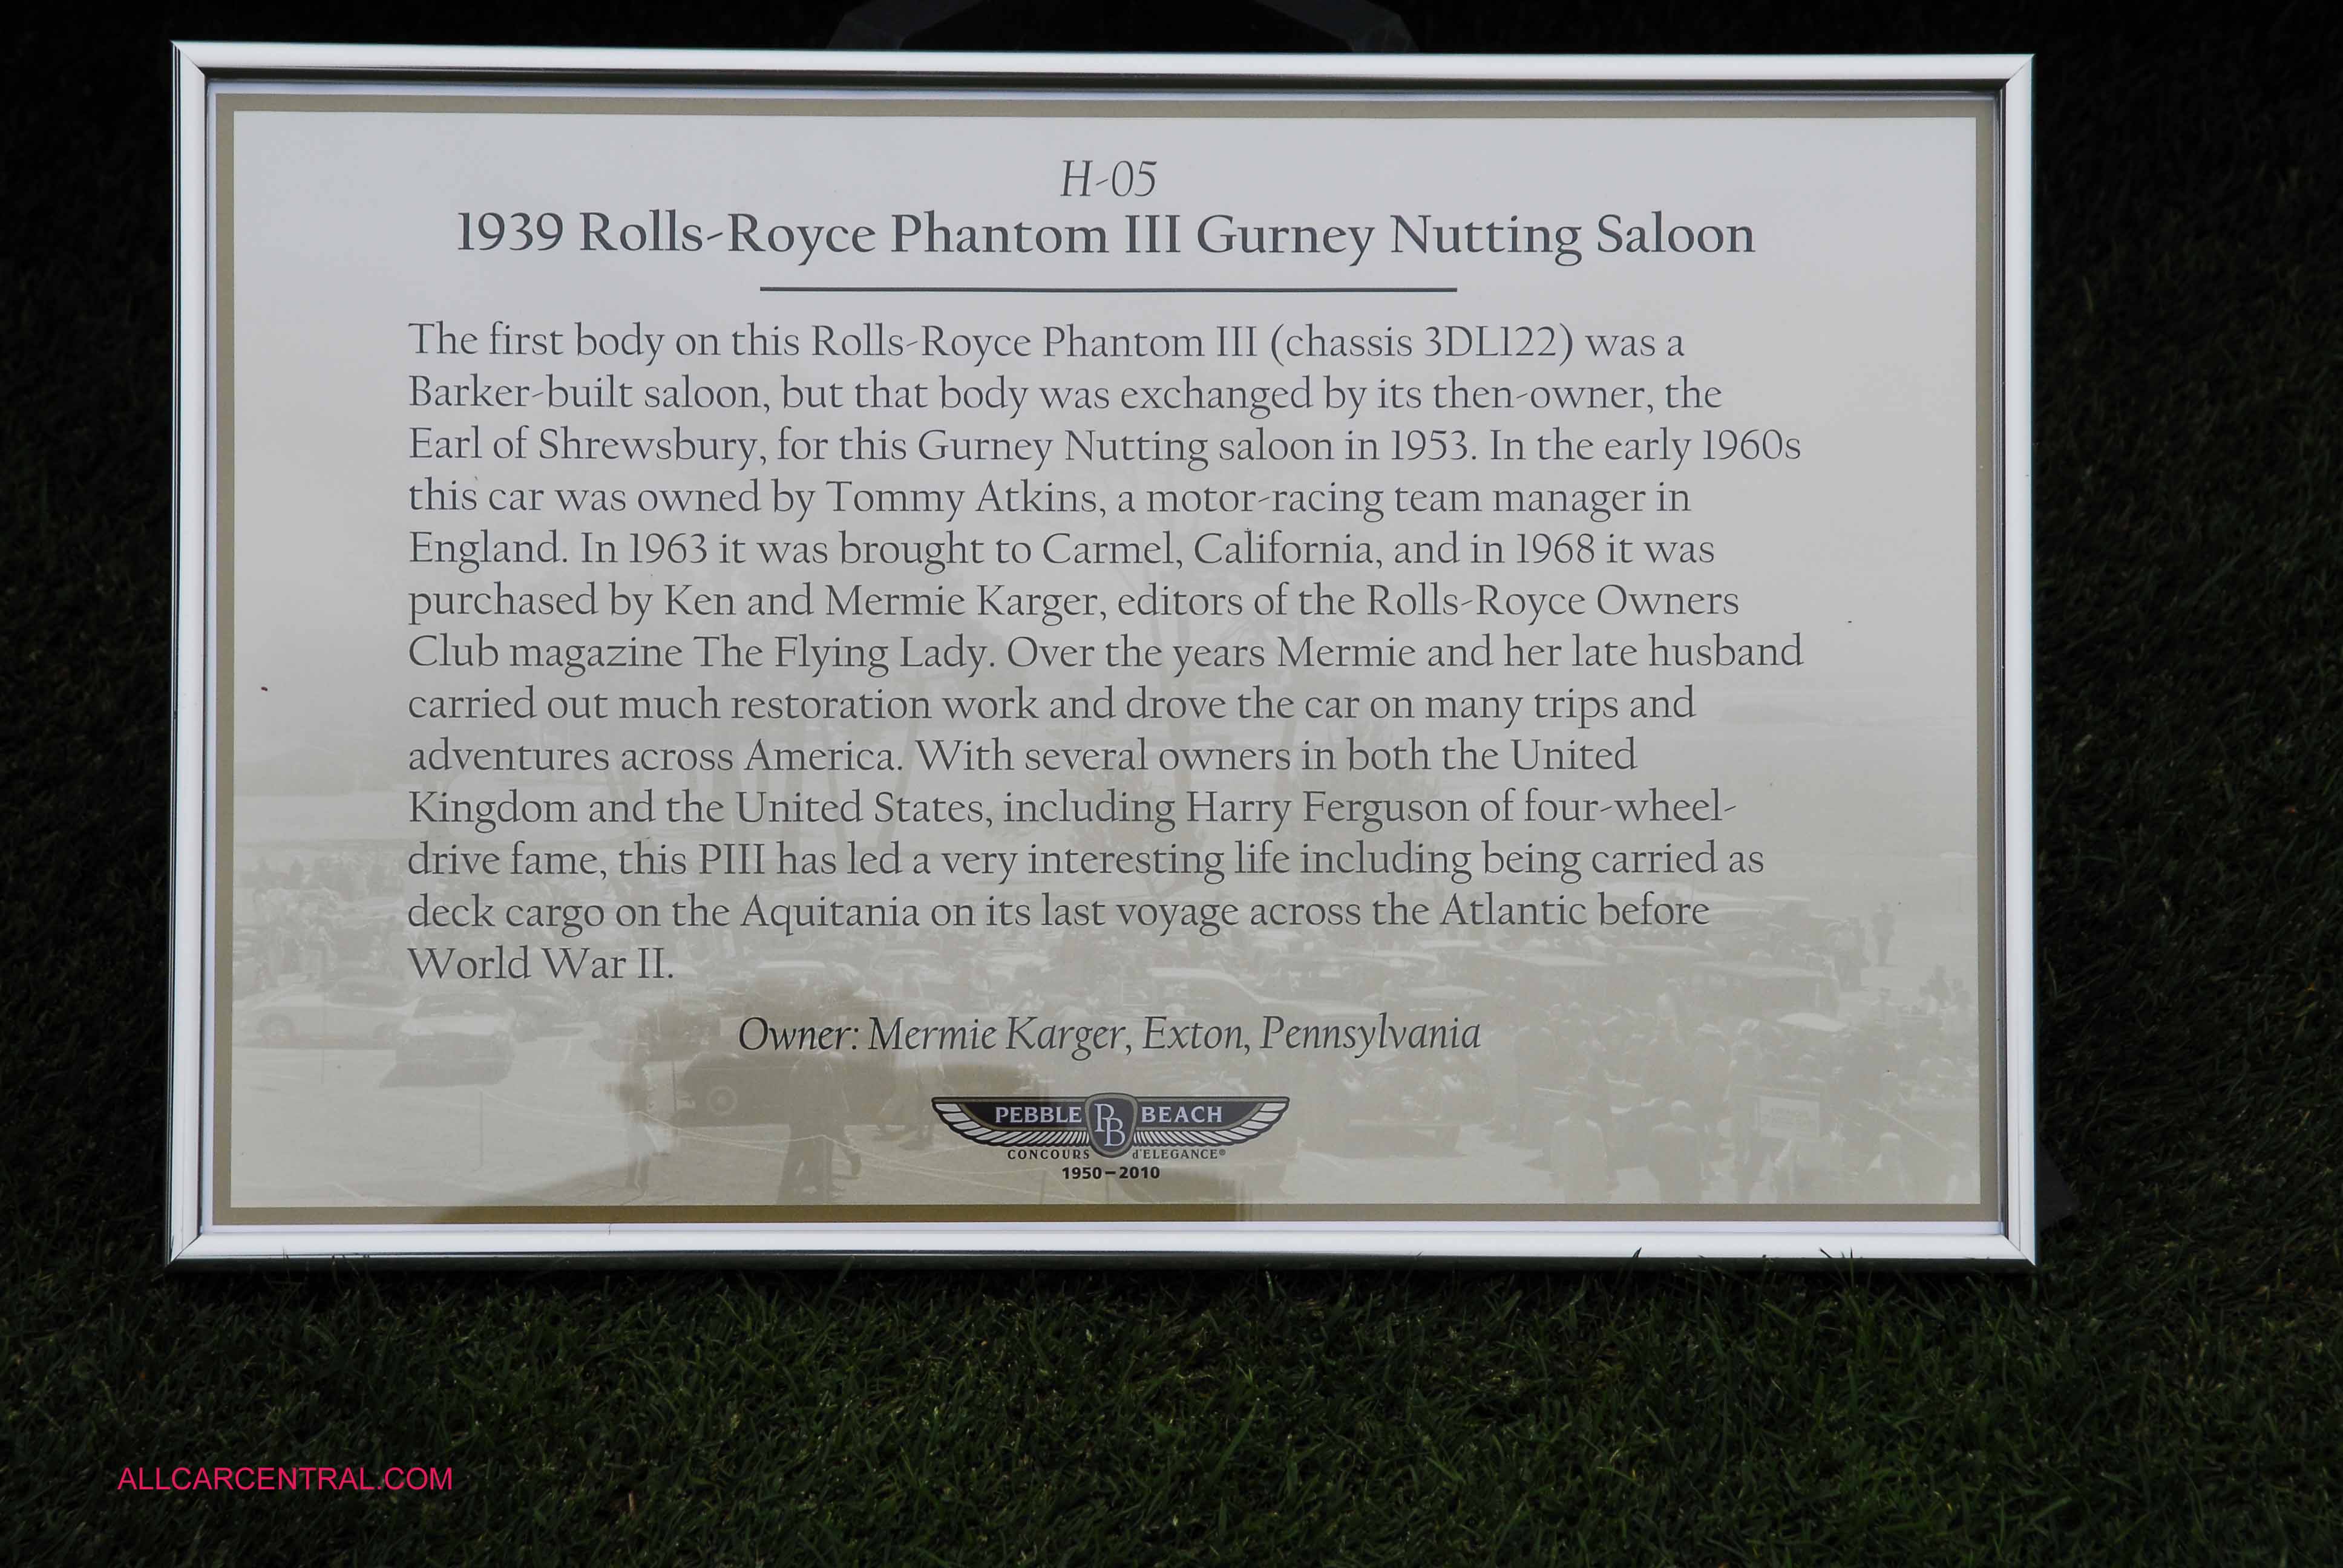 H-05
1939 Rolls-Royce Phantom III Gurney Nutting Saloon
The first body on this Rolls-Royce Phantom III (chassis 3DL122) was a
Barker-built saloon, but that body was exchanged by its then-owner, the
Earl of Shrewsbury, for this Gurney Nutting saloon in 1953. In the early 1960s
this car was owned by Tommy Atkins, a motor-racing team manager in
England. In 1963 it was brought to Carmel, California, and in 1968 it was
purchased by Ken and Mermie Karger, editors of the Rolls-Royce Owners
Club magazine The Flying Lady. Over the years Mermie and her late husband
carried out much restoration work and drove the car on many trips and
adventures across America. With several owners in both the United
Kingdom and the United States, including Harry Ferguson of four-wheel-
drive fame, this PIII has led a very interesting life including being carried as
deck cargo on the Aquitania on its last voyage across the Atlantic before
World War II.
Owner: Mermie Karger, Exton, Pennsylvania
PEBBLE PB BEACH
CONCOURS d'ELEGANCE®
1950–2010
ALLCARCENTRAL.COM